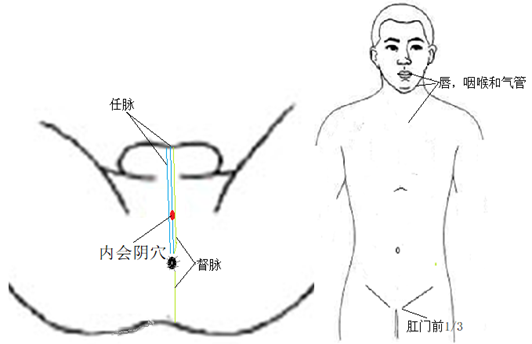 任脉
内会阴穴
督脉
唇，咽喉和气管
肛门前1/3